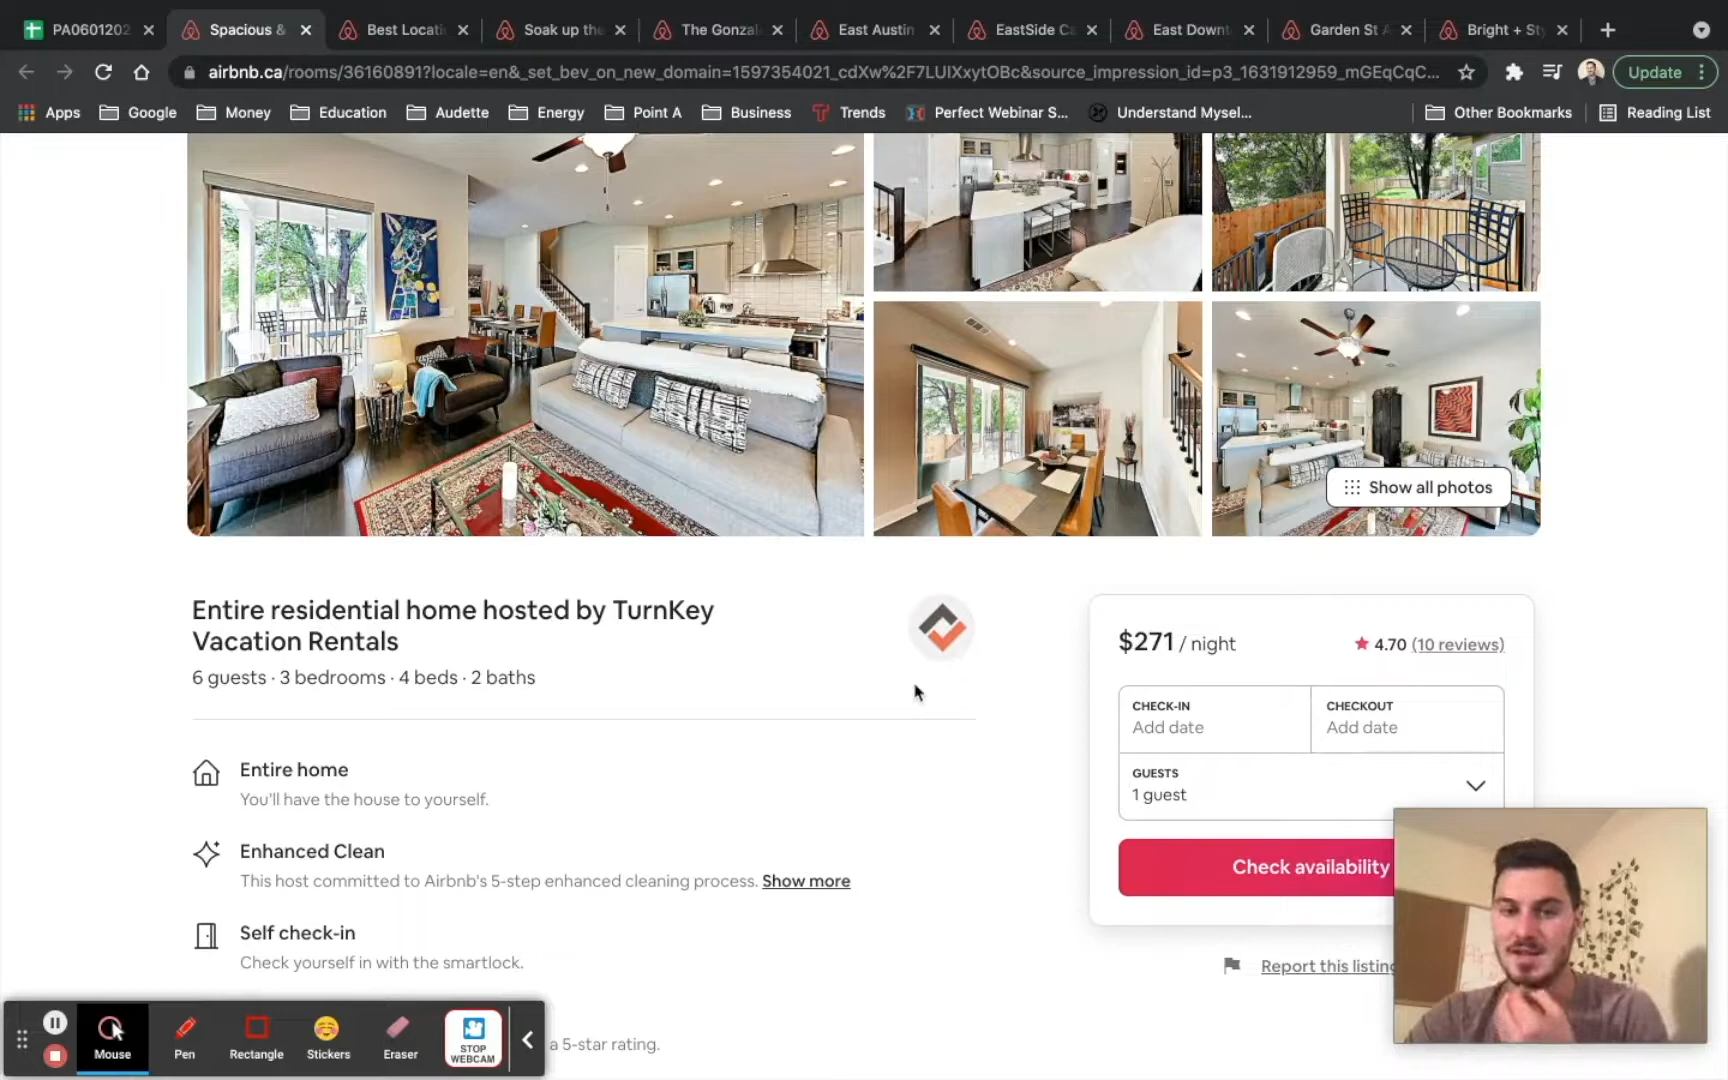 PA0601202
Spacious &
Best Locati
Soak up the
The Gonzal
East Austin
EastSide C
East Downt
Garden St A
Bright + Sty
airbnb.ca/rooms/36160891?locale=en&_set_bev_on_new_domain=1597354021_cdXw%2F7LUlXxytOBc&source_impression_id=p3_1631912959_mGEqCqC...
Update
Apps
Google
Money
Education
Audette
Energy
Point A
Business
Trends
Perfect Webinar S...
Understand Mysel...
Other Bookmarks
Reading List
Show all photos
Entire residential home hosted by TurnKey
Vacation Rentals
6 guests · 3 bedrooms · 4 beds · 2 baths
$271 / night
4.70 (10 reviews)
CHECK-IN
Add date
CHECKOUT
Add date
GUESTS
1 guest
Check availability
Report this listing
Entire home
You'll have the house to yourself.
Enhanced Clean
This host committed to Airbnb's 5-step enhanced cleaning process. Show more
Self check-in
Check yourself in with the smartlock.
a 5-star rating.
Mouse
Pen
Rectangle
Stickers
Eraser
STOP
WEBCAM